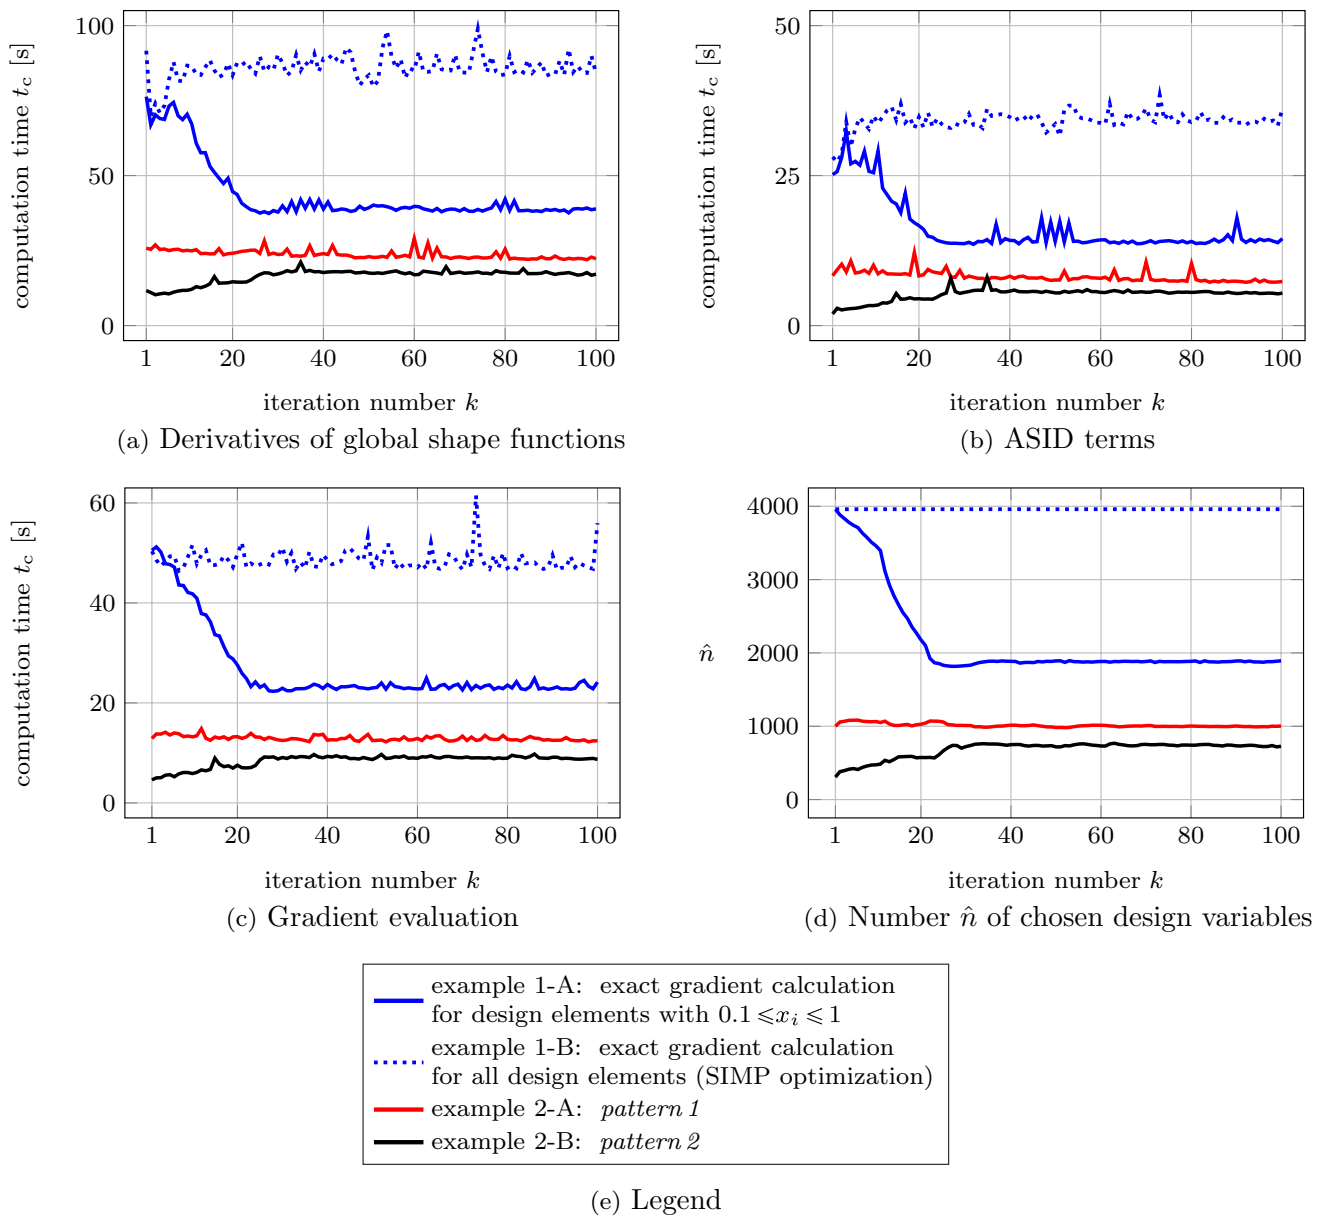 computation time t_c [s]
100
50
0
1 20 40 60 80 100
iteration number k
(a) Derivatives of global shape functions
computation time t_c [s]
50
25
0
1 20 40 60 80 100
iteration number k
(b) ASID terms
computation time t_c [s]
60
40
20
0
1 20 40 60 80 100
iteration number k
(c) Gradient evaluation
n̂
4000
3000
2000
1000
0
1 20 40 60 80 100
iteration number k
(d) Number n̂ of chosen design variables
example 1-A: exact gradient calculation
for design elements with 0.1 ⩽ x_i ⩽ 1
example 1-B: exact gradient calculation
for all design elements (SIMP optimization)
example 2-A: pattern 1
example 2-B: pattern 2
(e) Legend